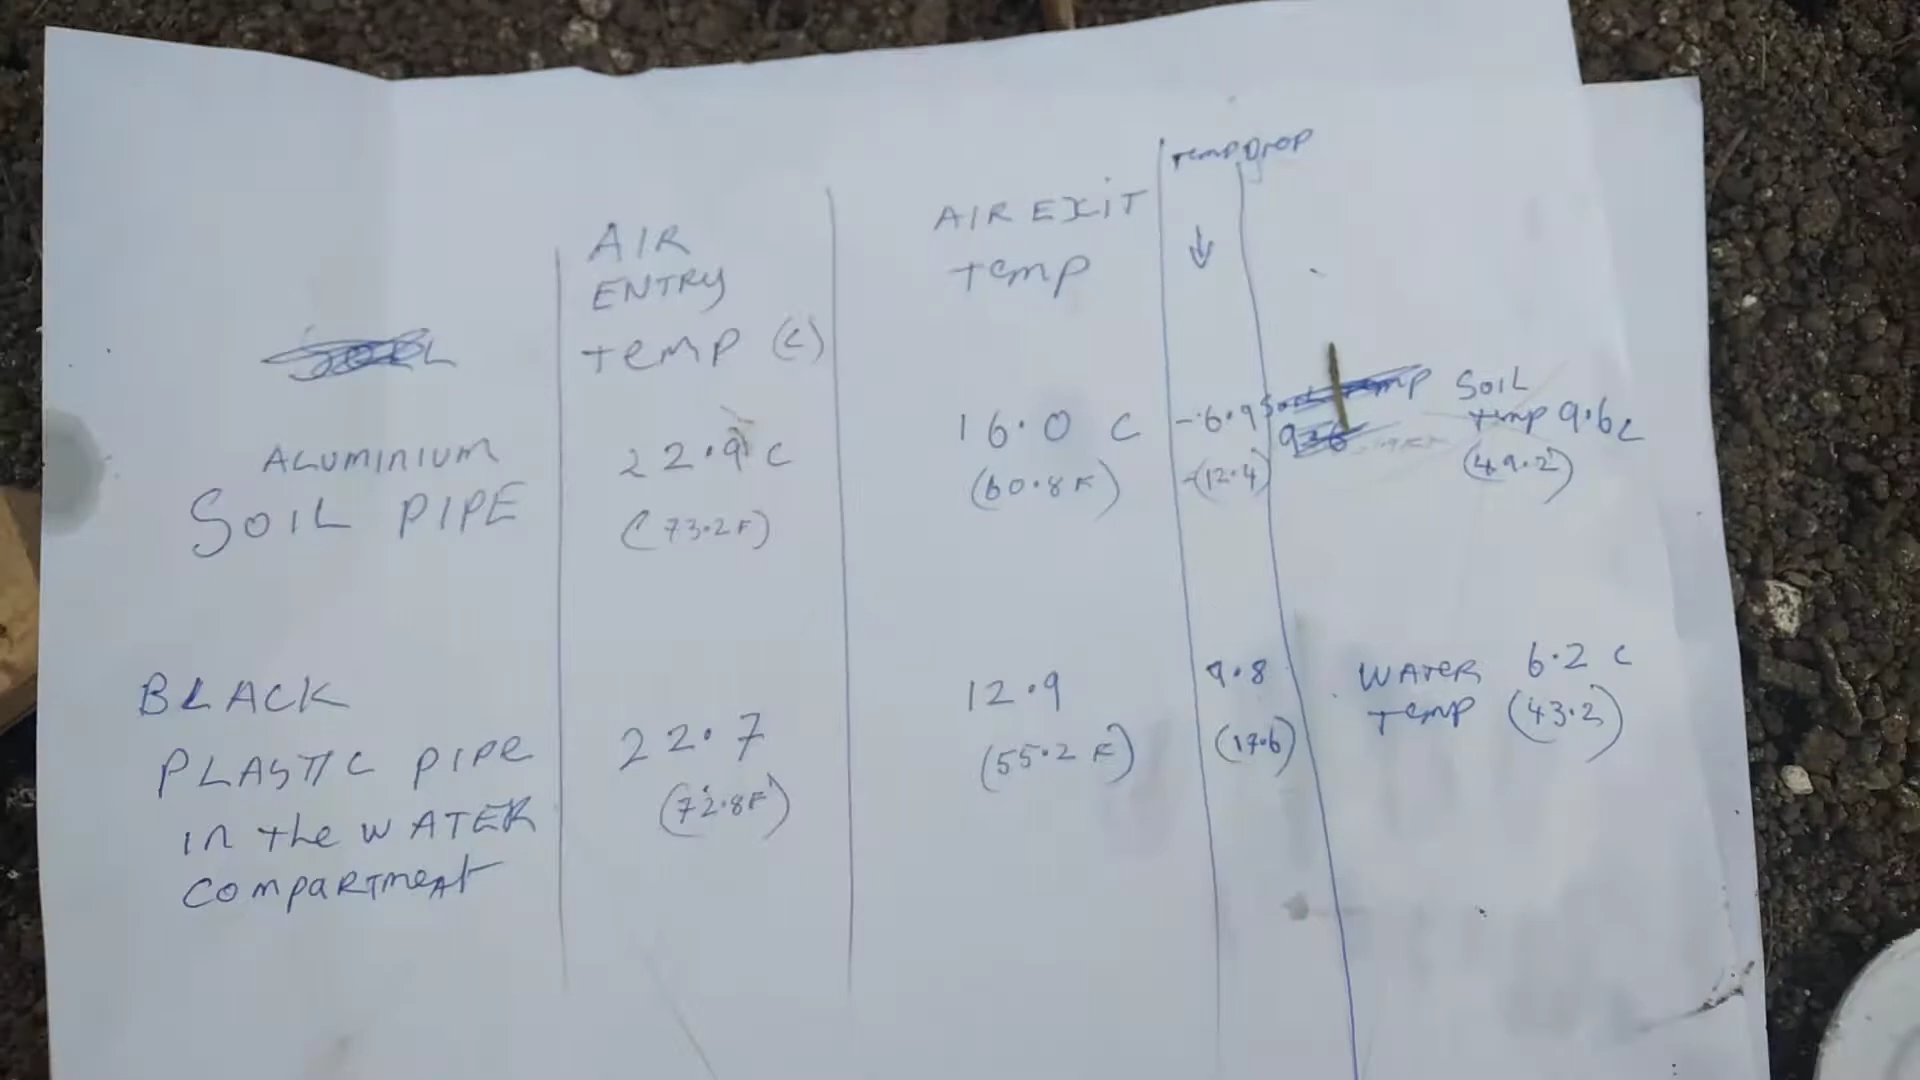 temp Drop
AIR EXIT
temp
AIR
ENTRY
temp (C)
ALUMINIUM
SOIL PIPE
22.9 C
(73.2F)
16.0 C
(60.8F)
-6.9
-(12.4)
SOIL
temp 9.6C
(49.2)
BLACK
PLASTIC PIPE
in the WATER
compARTmeAt
22.7
(72.8F)
12.9
(55.2 F)
9.8
(17.6)
WATER
temp
6.2 C
(43.2)